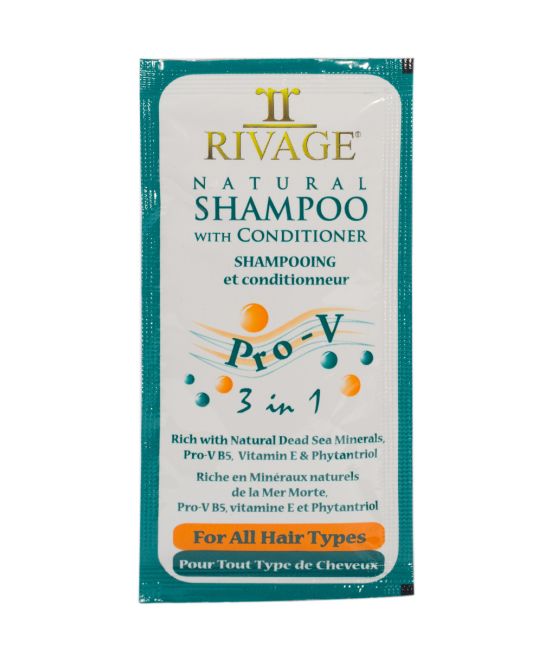 RIVAGE®
NATURAL
SHAMPOO
WITH CONDITIONER
SHAMPOOING
et conditionneur
Pro-V
3 in 1
Rich with Natural Dead Sea Minerals,
Pro-V B5, Vitamin E & Phytantriol
Riche en Minéraux naturels
de la Mer Morte,
Pro-V B5, vitamine E et Phytantriol
For All Hair Types
Pour Tout Type de Cheveux